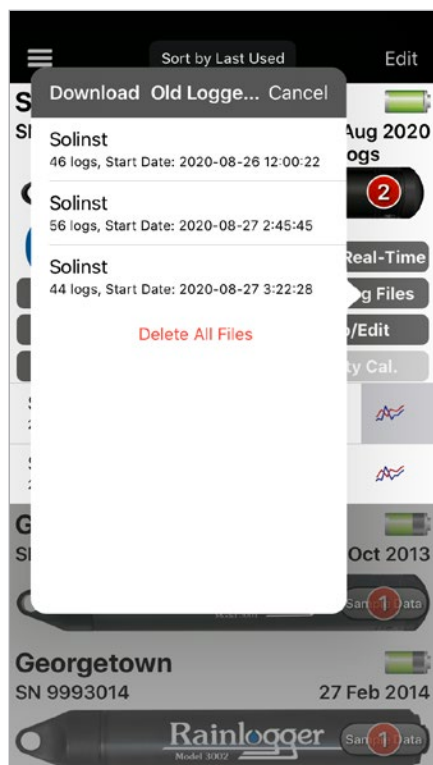 Sort by Last Used
Edit
Download
Old Logge...
Cancel
S
S
Aug 2020
ogs
Solinst
46 logs, Start Date: 2020-08-26 12:00:22
2
Solinst
56 logs, Start Date: 2020-08-27 2:45:45
Real-Time
Solinst
44 logs, Start Date: 2020-08-27 3:22:28
g Files
Delete All Files
/Edit
ty Cal.
G
S
Oct 2013
1
Georgetown
SN 9993014
27 Feb 2014
Rainlogger
Model 3002
1